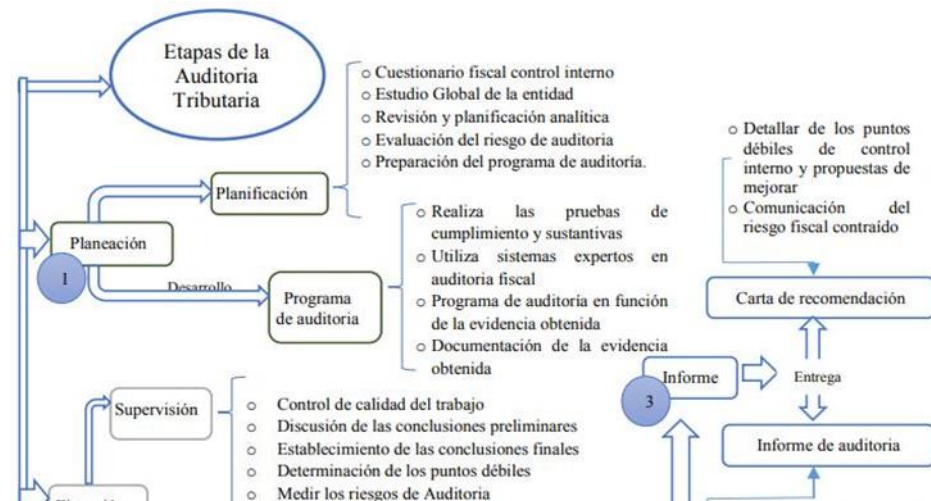 Etapas de la
Auditoria
Tributaria
o Cuestionario fiscal control interno
o Estudio Global de la entidad
o Revisión y planificación analítica
o Evaluación del riesgo de auditoria
o Preparación del programa de auditoría.
Planificación
Planeación
1
Desarrollo
Programa
de auditoria
o Realiza las pruebas de
cumplimiento y sustantivas
o Utiliza sistemas expertos en
auditoria fiscal
o Programa de auditoría en función
de la evidencia obtenida
o Documentación de la evidencia
obtenida
Supervisión
o Control de calidad del trabajo
o Discusión de las conclusiones preliminares
o Establecimiento de las conclusiones finales
o Determinación de los puntos débiles
o Medir los riesgos de Auditoria
o Detallar de los puntos
débiles de control
interno y propuestas de
mejorar
o Comunicación del
riesgo fiscal contraído
Carta de recomendación
Informe
3
Entrega
Informe de auditoria